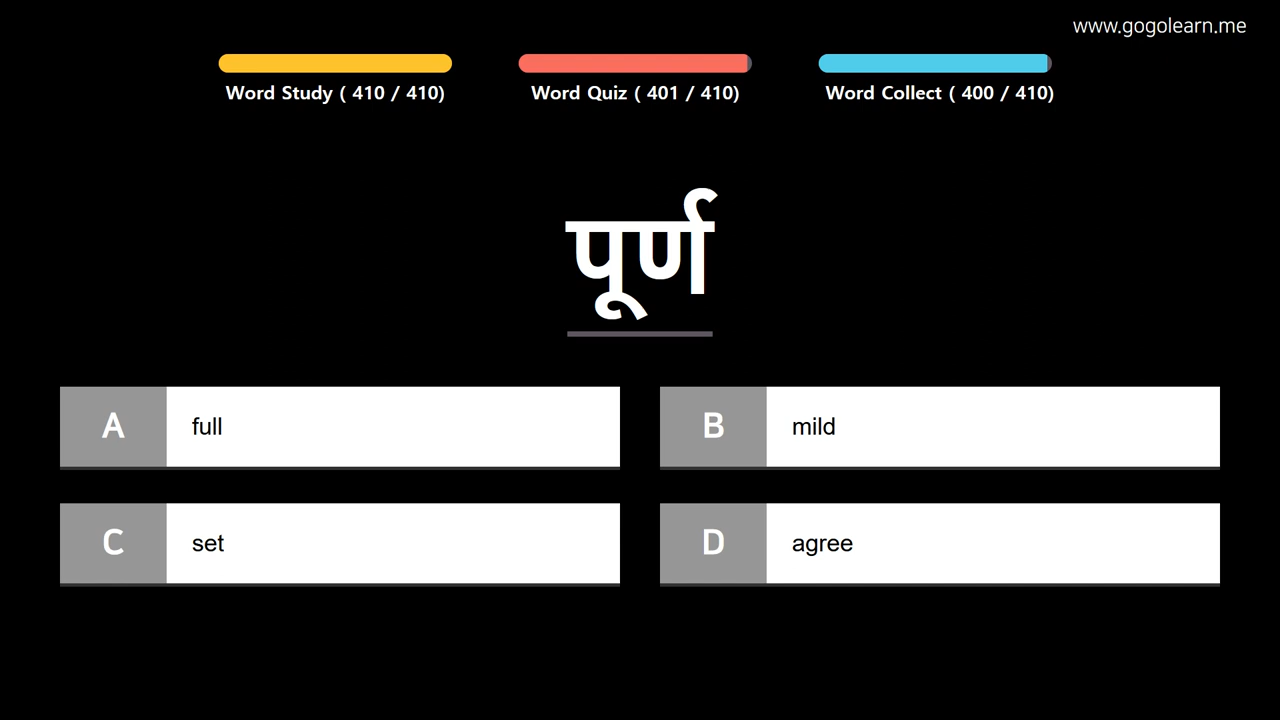 www.gogolearn.me
Word Study ( 410 / 410)
Word Quiz ( 401 / 410)
Word Collect ( 400 / 410)
पूर्ण
A full
B mild
C set
D agree